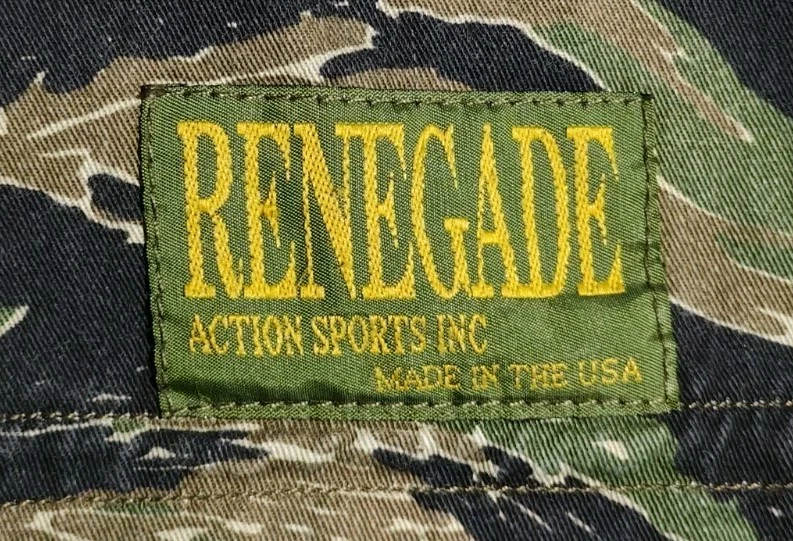 RENEGADE
ACTION SPORTS INC
MADE IN THE USA